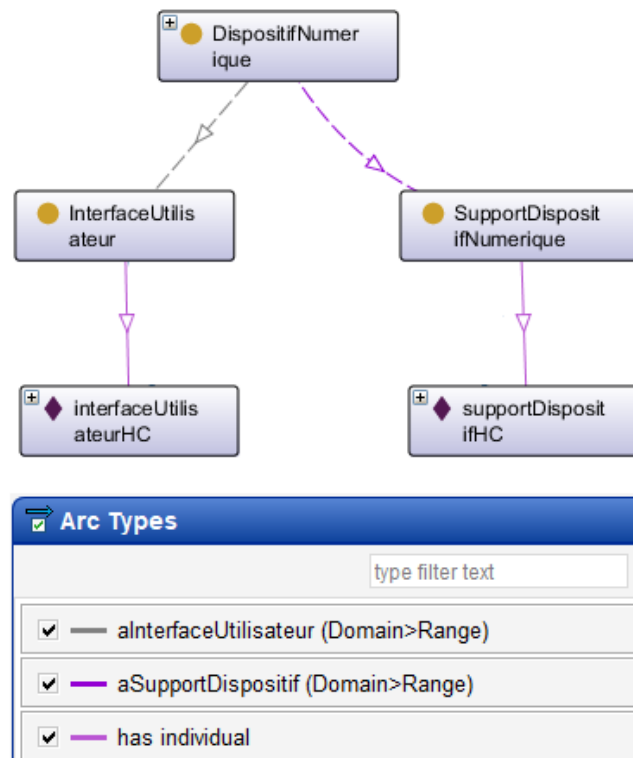 DispositifNumer
ique
InterfaceUtilis
ateur
SupportDisposit
ifNumerique
interfaceUtilis
ateurHC
supportDisposit
ifHC
Arc Types
type filter text
aInterfaceUtilisateur (Domain>Range)
aSupportDispositif (Domain>Range)
has individual